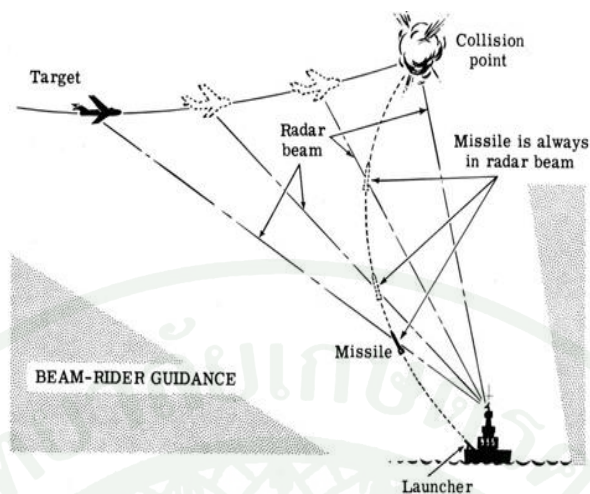 Collision
point
Target
Radar
beam
Missile is always
in radar beam
Missile
BEAM-RIDER GUIDANCE
Launcher